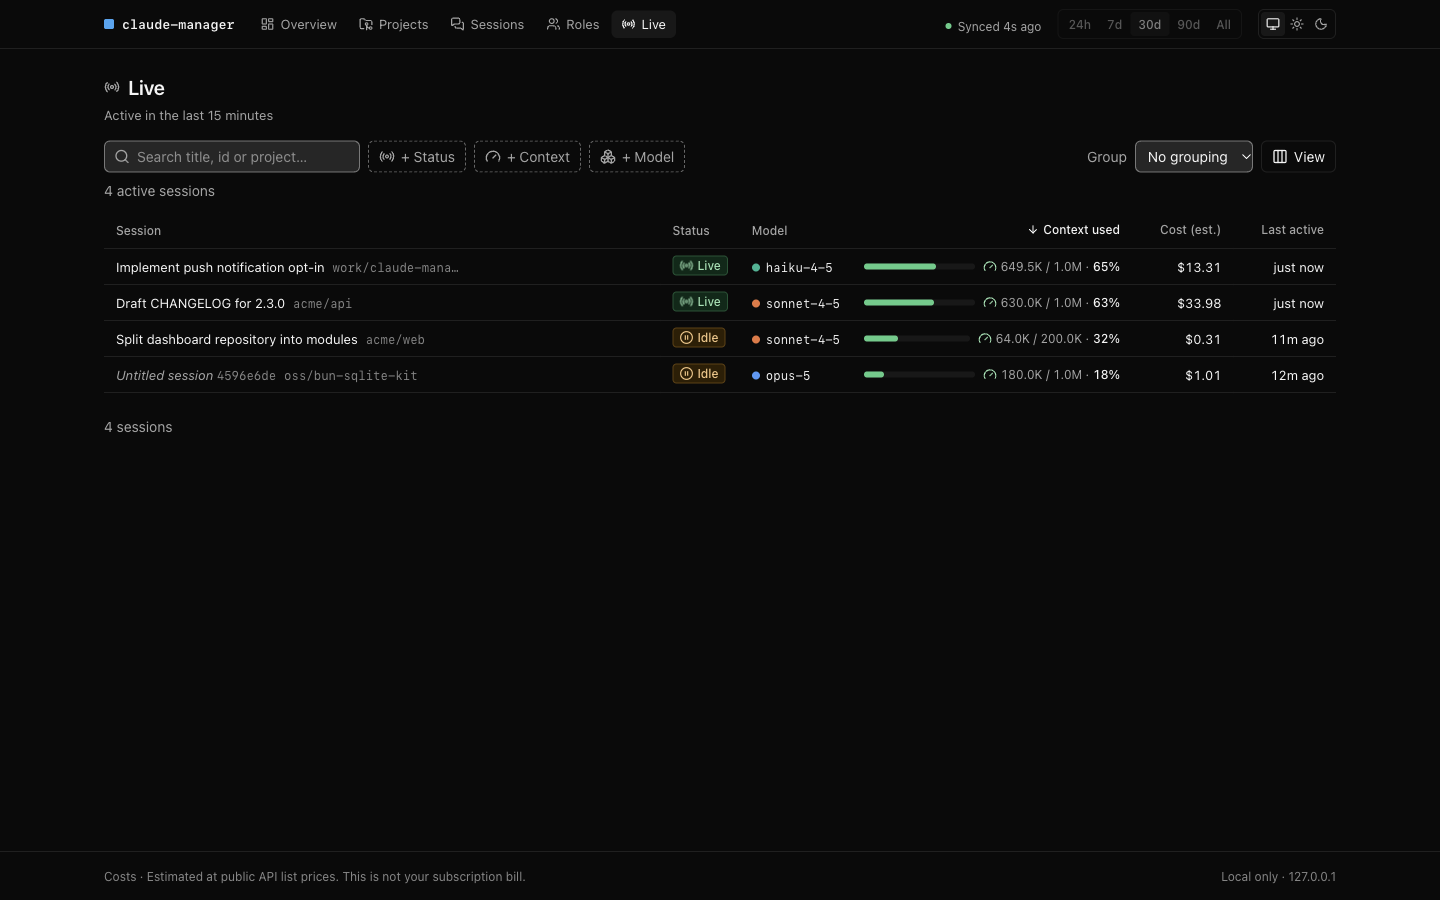 claude-manager Overview Projects Sessions Roles Live Synced 4s ago 24h 7d 30d 90d All
Live
Active in the last 15 minutes
Search title, id or project... + Status + Context + Model Group No grouping View
4 active sessions
Session Status Model ↓ Context used Cost (est.) Last active
Implement push notification opt-in work/claude-mana… Live haiku-4-5 649.5K / 1.0M · 65% $13.31 just now
Draft CHANGELOG for 2.3.0 acme/api Live sonnet-4-5 630.0K / 1.0M · 63% $33.98 just now
Split dashboard repository into modules acme/web Idle sonnet-4-5 64.0K / 200.0K · 32% $0.31 11m ago
Untitled session 4596e6de oss/bun-sqlite-kit Idle opus-5 180.0K / 1.0M · 18% $1.01 12m ago
4 sessions
Costs · Estimated at public API list prices. This is not your subscription bill. Local only · 127.0.0.1